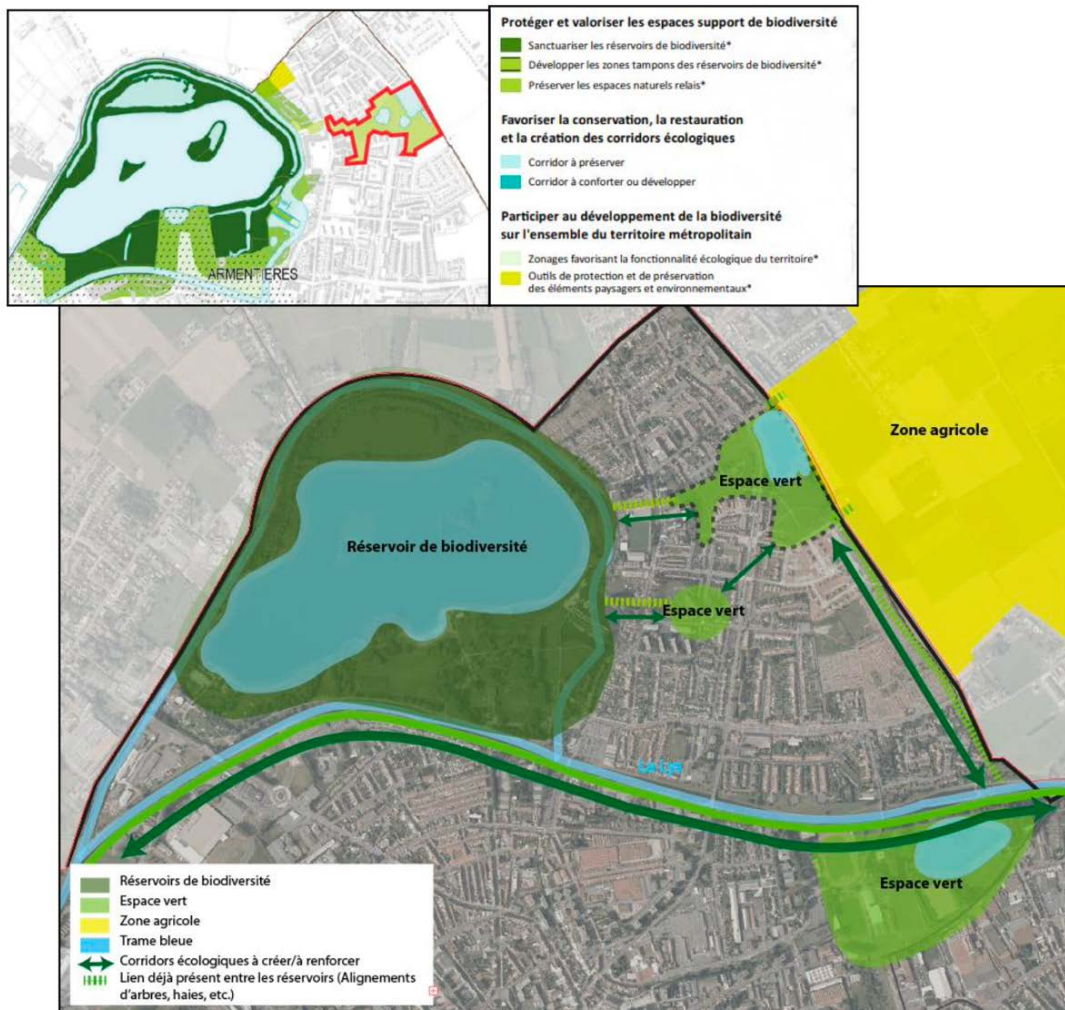 ARMENTIERES
Protéger et valoriser les espaces support de biodiversité
Sanctuariser les réservoirs de biodiversité*
Développer les zones tampons des réservoirs de biodiversité*
Préserver les espaces naturels relais*
Favoriser la conservation, la restauration
et la création des corridors écologiques
Corridor à préserver
Corridor à conforter ou développer
Participer au développement de la biodiversité
sur l'ensemble du territoire métropolitain
Zonages favorisant la fonctionnalité écologique du territoire*
Outils de protection et de préservation
des éléments paysagers et environnementaux*
Zone agricole
Espace vert
Réservoir de biodiversité
Espace vert
La Lys
Espace vert
Réservoirs de biodiversité
Espace vert
Zone agricole
Trame bleue
Corridors écologiques à créer/à renforcer
Lien déjà présent entre les réservoirs (Alignements
d'arbres, haies, etc.)